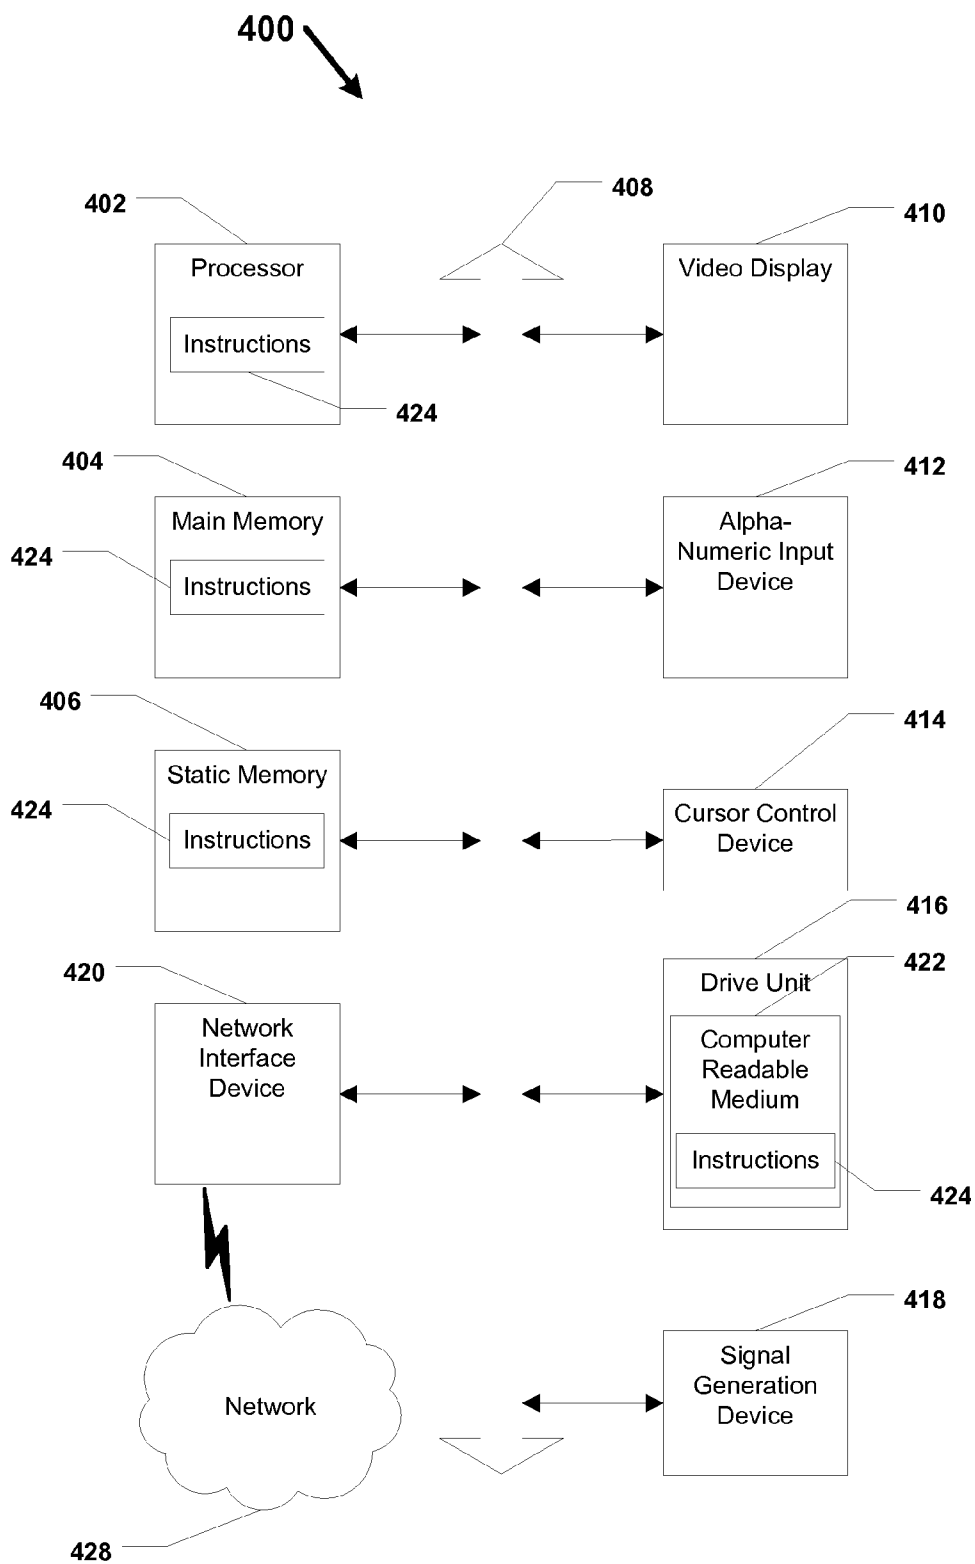 400
408
402
410
Processor
Video Display
Instructions
424
404
412
Main Memory
Alpha-
Numeric Input
Device
424
Instructions
406
414
Static Memory
Cursor Control
Device
424
Instructions
416
420
422
Drive Unit
Network
Interface
Device
Computer
Readable
Medium
Instructions
424
418
Signal
Generation
Device
Network
428